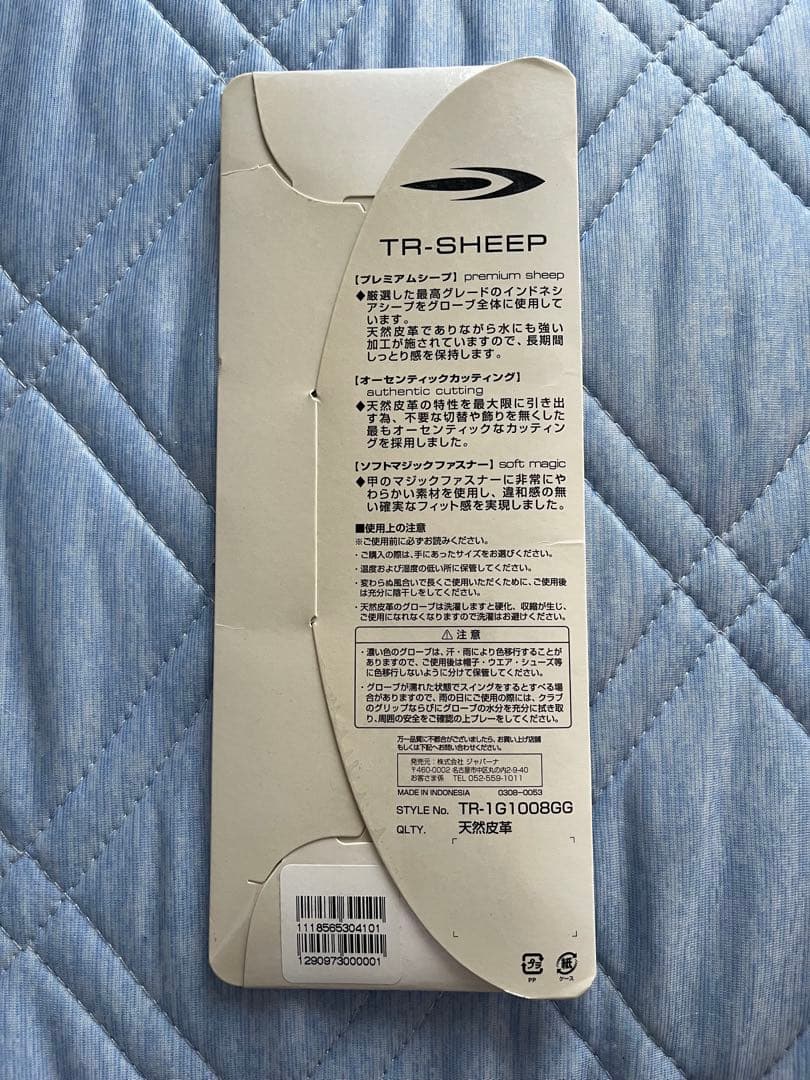 TR-SHEEP
【プレミアムシープ】premium sheep
◆厳選した最高グレードのインドネシ
アシープをグローブ全体に使用して
います。
天然皮革でありながら水にも強い
加工が施されていますので、長期間
しっとり感を保持します。
【オーセンティックカッティング】
authentic cutting
◆天然皮革の特性を最大限に引き出
す為、不要な切替や飾りを無くした
最もオーセンティックなカッティン
グを採用しました。
【ソフトマジックファスナー】soft magic
◆甲のマジックファスナーに非常にや
わらかい素材を使用し、違和感の無
い確実なフィット感を実現しました。
■使用上の注意
※ご使用前に必ずお読みください。
・ご購入の際は、手にあったサイズをお選びください。
・温度および湿度の低い所に保管してください。
・変わらぬ風合いで長くご使用いただくために、ご使用後
は充分に陰干しをしてください。
・天然皮革のグローブは洗濯しますと硬化、収縮が生じ、
ご使用になれなくなりますので洗濯はお避けください。
⚠注意
・濃い色のグローブは、汗・雨により色移行することが
ありますので、ご使用後は帽子・ウエア・シューズ等
に色移行しないように分けて保管してください。
・グローブが濡れた状態でスイングをするとすべる場
合がありますので、雨の日にご使用の際には、クラブ
のグリップならびにグローブの水分を充分に拭き取
り、周囲の安全をご確認の上プレーをしてください。
万一品質に不都合がございましたら、お買い上げ店舗
もしくは下記へお問い合わせください。
発売元:株式会社 ジャパーナ
〒460-0002 名古屋市中区丸の内2-9-40
お客さま係 TEL 052-559-1011
MADE IN INDONESIA 0308-0053
STYLE No. TR-1G1008GG
QLTY. 天然皮革
1118565304101
1290973000001
プラ
PP
紙
ケース